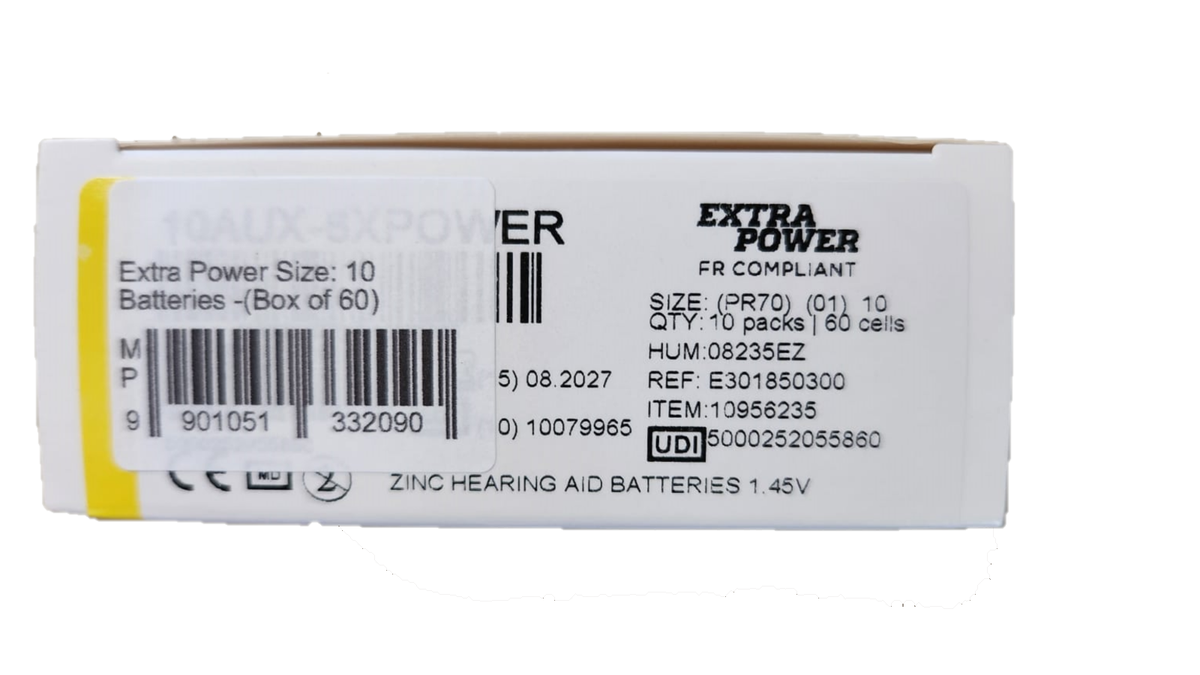 10AUX-8XPOWER
Extra Power Size: 10
Batteries -(Box of 60)
M
P
9 901051 332090
5) 08.2027
0) 10079965
EXTRA
POWER
FR COMPLIANT
SIZE: (PR70) (01) 10
QTY: 10 packs | 60 cells
HUM:08235EZ
REF: E301850300
ITEM:10956235
UDI 5000252055860
CE MD
ZINC HEARING AID BATTERIES 1.45V